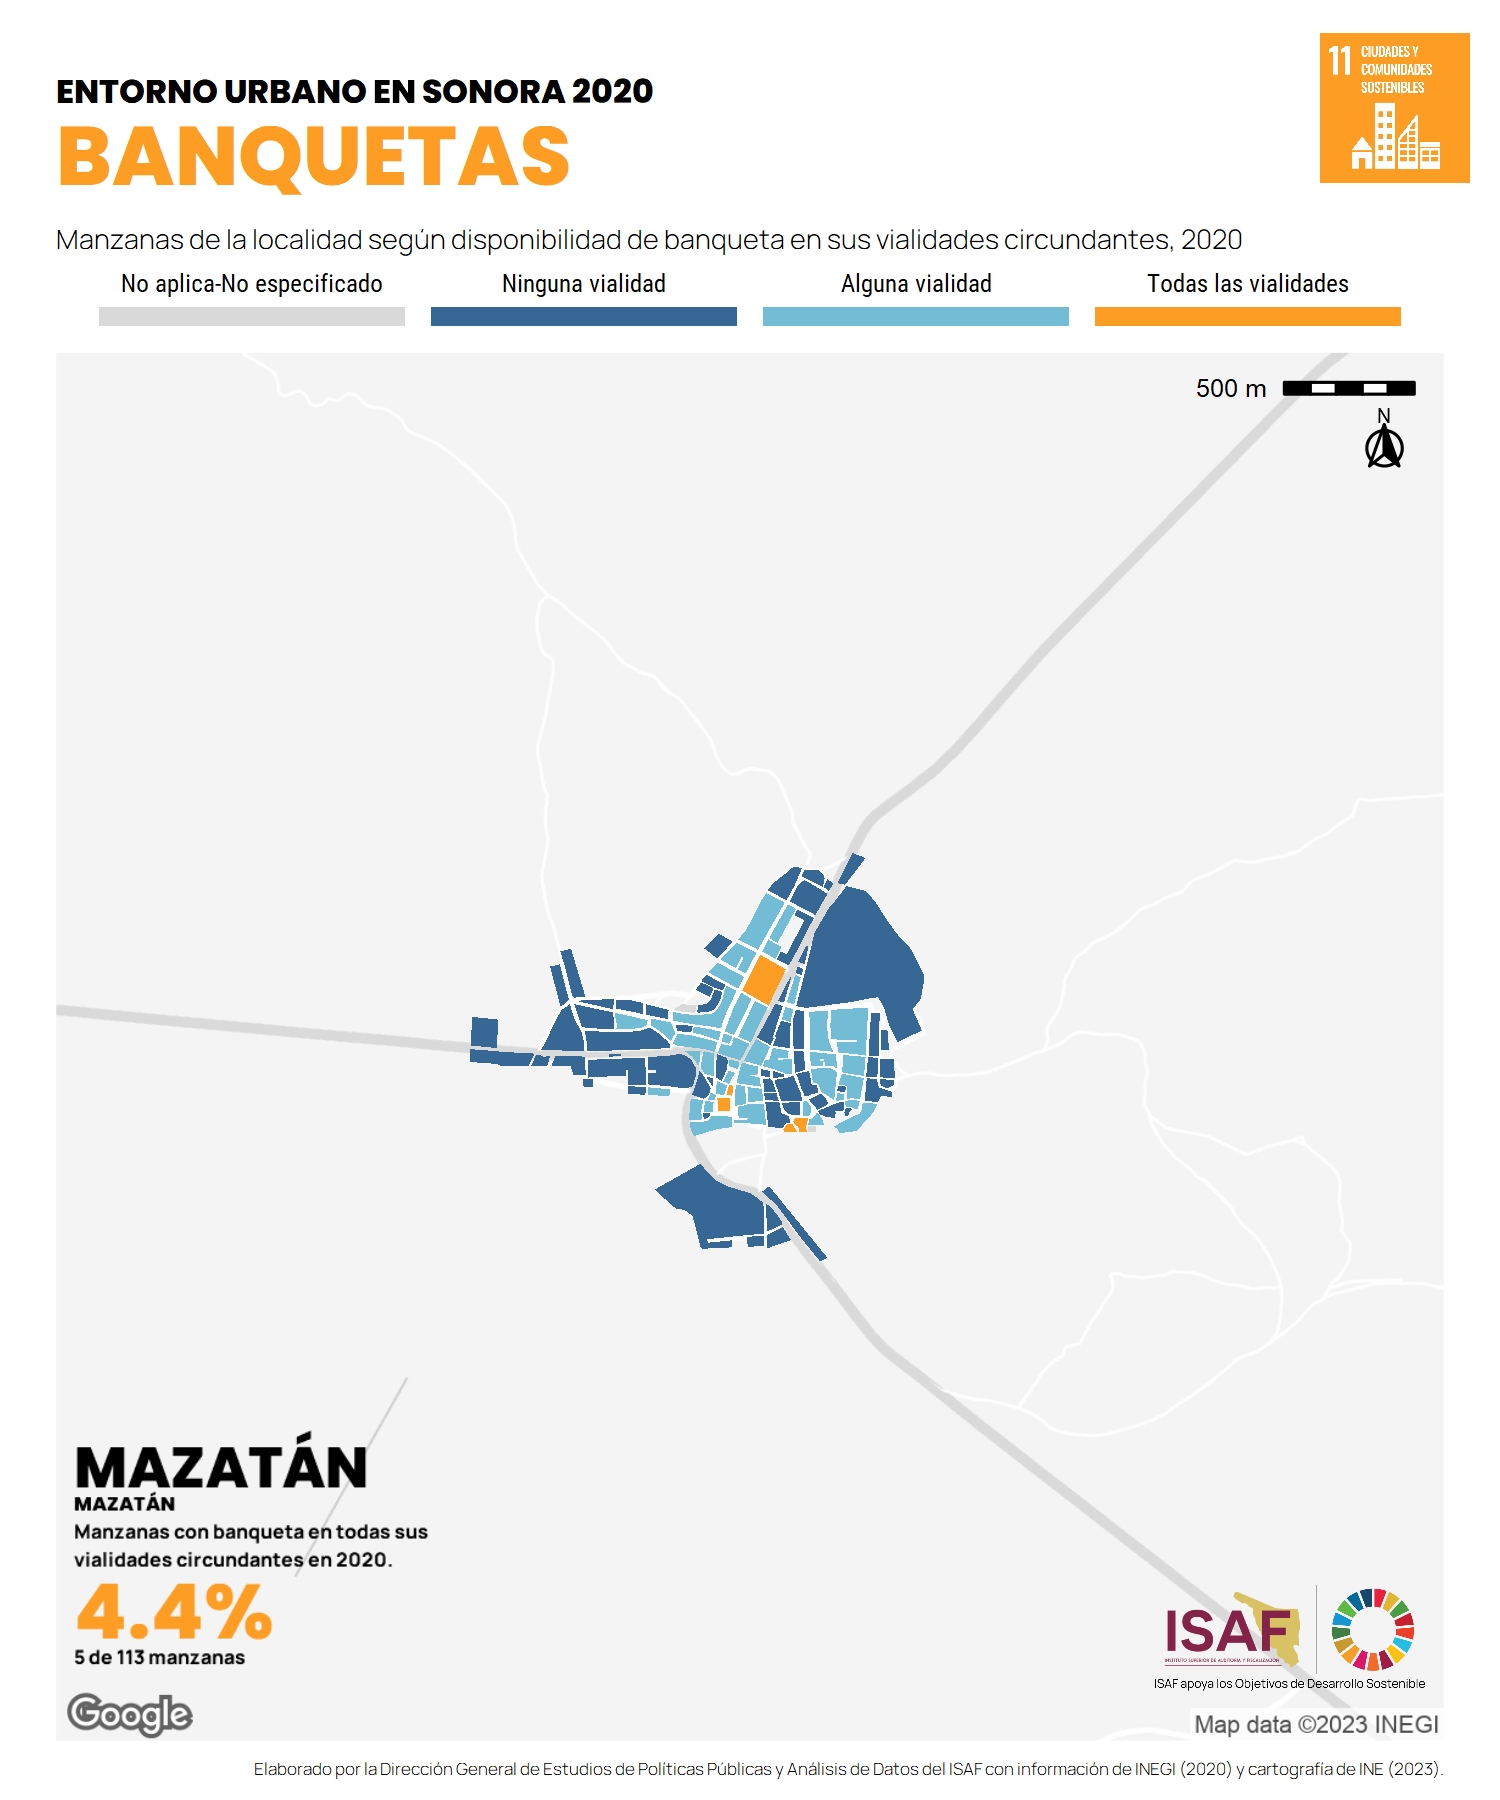 11 CIUDADES Y
COMUNIDADES
SOSTENIBLES
ENTORNO URBANO EN SONORA 2020
BANQUETAS
Manzanas de la localidad según disponibilidad de banqueta en sus vialidades circundantes, 2020
No aplica-No especificado Ninguna vialidad Alguna vialidad Todas las vialidades
500 m
N
MAZATÁN
MAZATÁN
Manzanas con banqueta en todas sus
vialidades circundantes en 2020.
4.4%
5 de 113 manzanas
ISAF
INSTITUTO SUPERIOR DE AUDITORÍA Y FISCALIZACIÓN
ISAF apoya los Objetivos de Desarrollo Sostenible
Google
Map data ©2023 INEGI
Elaborado por la Dirección General de Estudios de Políticas Públicas y Análisis de Datos del ISAF con información de INEGI (2020) y cartografía de INE (2023).